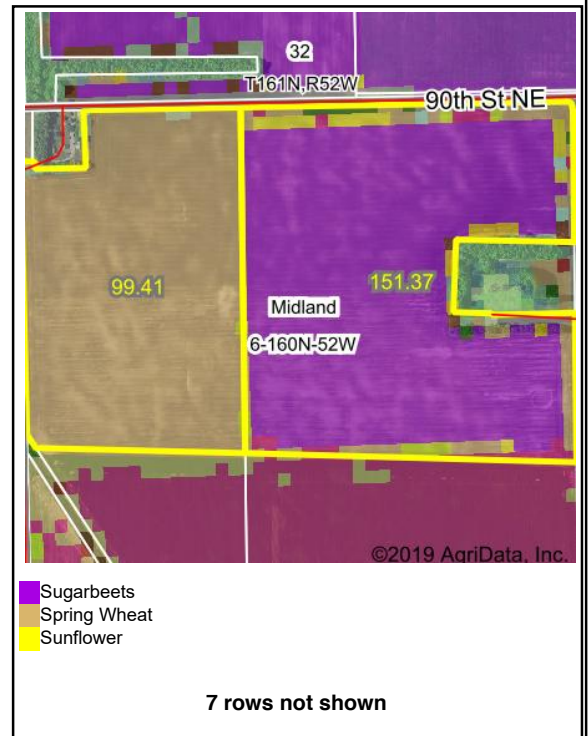 32
T161N,R52W
90th St NE
99.41
151.37
Midland
6-160N-52W
©2019 AgriData, Inc.
Sugarbeets
Spring Wheat
Sunflower
7 rows not shown